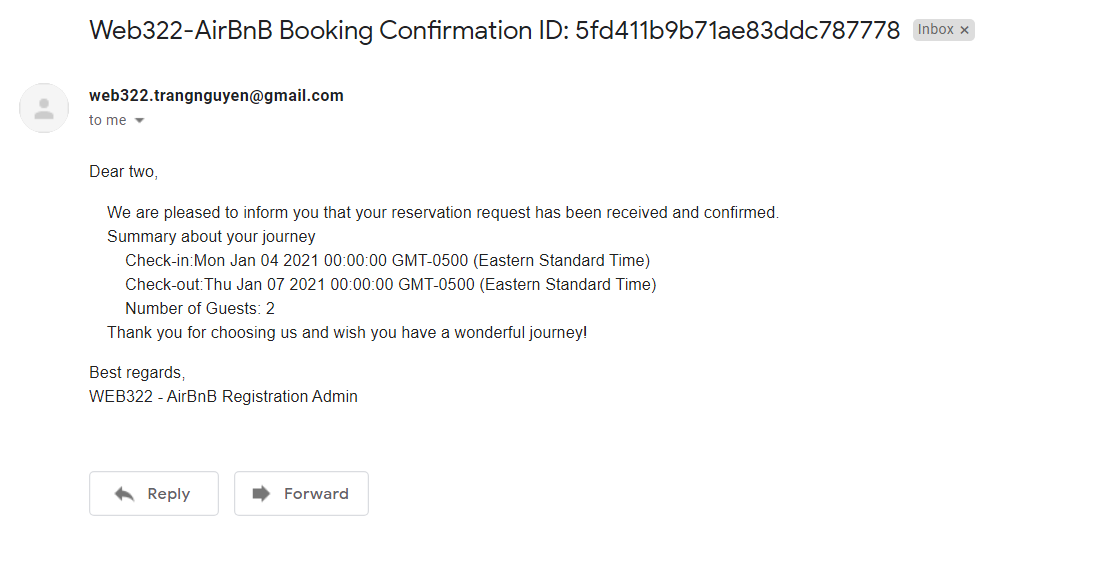 Web322-AirBnB Booking Confirmation ID: 5fd411b9b71ae83ddc787778 Inbox ×
web322.trangnguyen@gmail.com
to me
Dear two,
We are pleased to inform you that your reservation request has been received and confirmed.
Summary about your journey
Check-in:Mon Jan 04 2021 00:00:00 GMT-0500 (Eastern Standard Time)
Check-out:Thu Jan 07 2021 00:00:00 GMT-0500 (Eastern Standard Time)
Number of Guests: 2
Thank you for choosing us and wish you have a wonderful journey!
Best regards,
WEB322 - AirBnB Registration Admin
Reply Forward